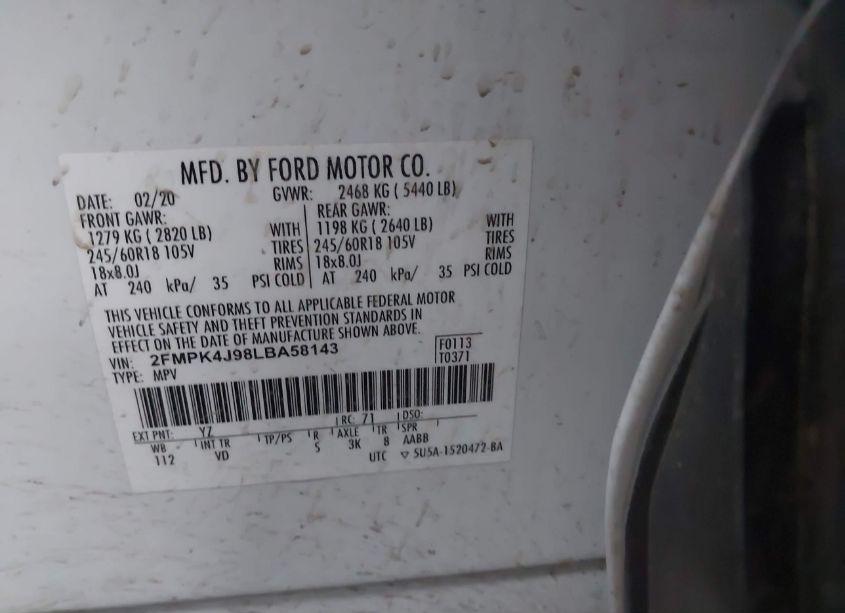 MFD. BY FORD MOTOR CO.
DATE: 02/20 GVWR: 2468 KG ( 5440 LB)
FRONT GAWR: REAR GAWR:
1279 KG ( 2820 LB) WITH 1198 KG ( 2640 LB) WITH
245/60R18 105V TIRES 245/60R18 105V TIRES
18x8.0J RIMS 18x8.0J RIMS
AT 240 kPa/ 35 PSI COLD AT 240 kPa/ 35 PSI COLD
THIS VEHICLE CONFORMS TO ALL APPLICABLE FEDERAL MOTOR
VEHICLE SAFETY AND THEFT PREVENTION STANDARDS IN
EFFECT ON THE DATE OF MANUFACTURE SHOWN ABOVE.
VIN: 2FMPK4J98LBA58143 F0113
TYPE: MPV T0371
EXT PNT: YZ RC: 71 DSO:
WB INT TR TP/PS R AXLE TR SPR
112 VD S 3K 8 AABB
UTC ▽ 5U5A-1520472-BA